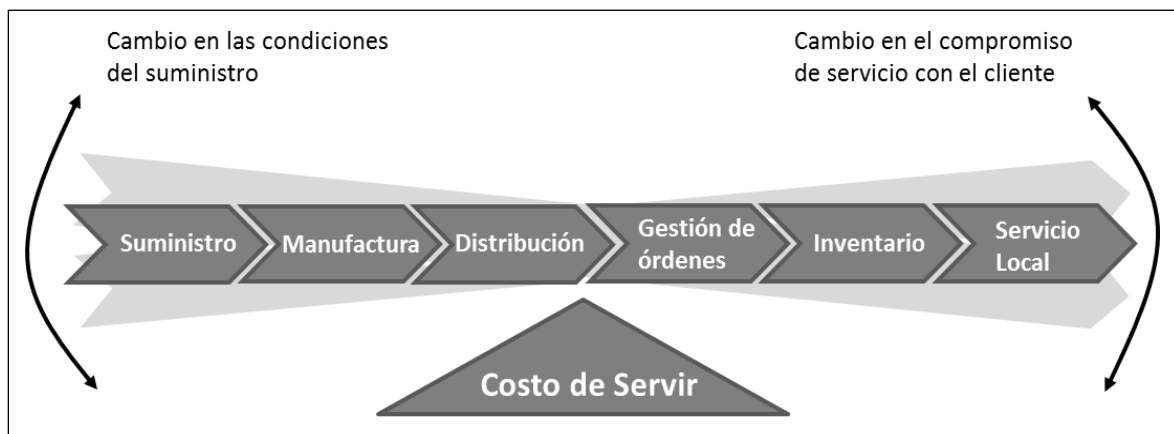 Cambio en las condiciones
del suministro
Cambio en el compromiso
de servicio con el cliente
Suministro
Manufactura
Distribución
Gestión de
órdenes
Inventario
Servicio
Local
Costo de Servir